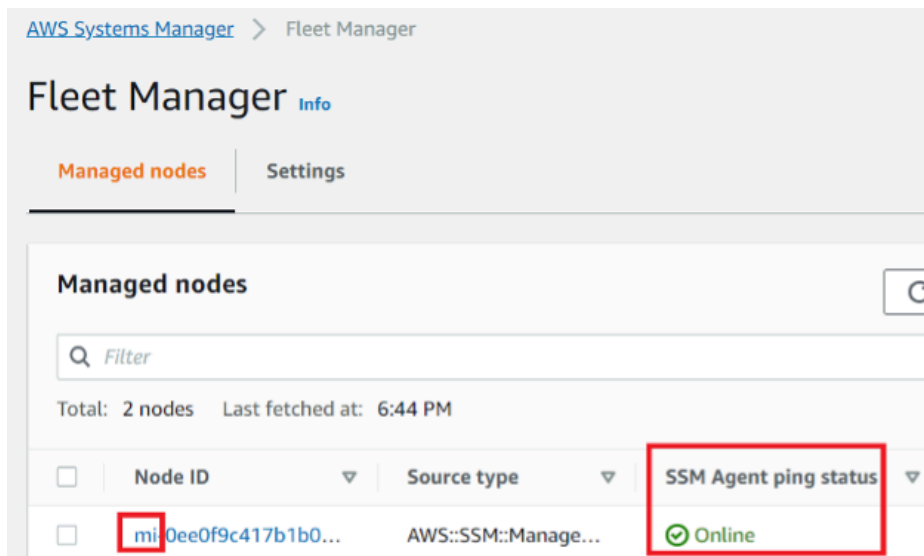 AWS Systems Manager > Fleet Manager
Fleet Manager Info
Managed nodes Settings
Managed nodes
Filter
Total: 2 nodes Last fetched at: 6:44 PM
Node ID Source type SSM Agent ping status
mi-0ee0f9c417b1b0... AWS::SSM::Manage... Online